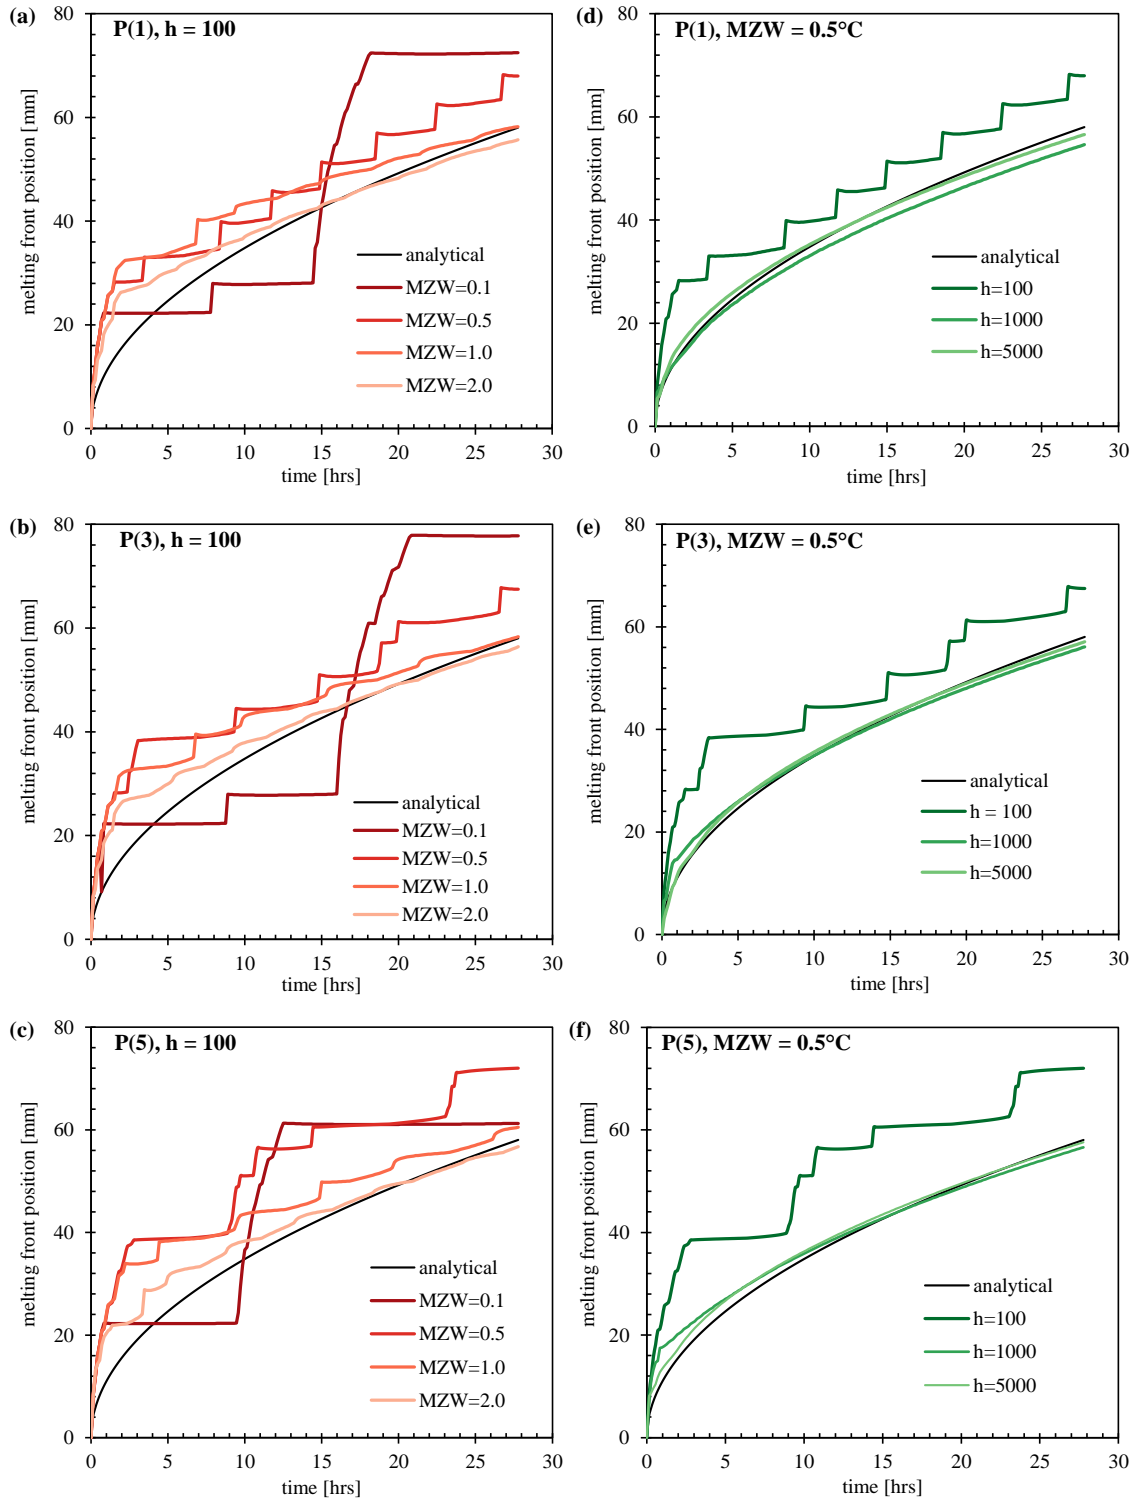 (a)
P(1), h = 100
melting front position [mm]
80
60
40
20
0
analytical
MZW=0.1
MZW=0.5
MZW=1.0
MZW=2.0
0 5 10 15 20 25 30
time [hrs]
(d)
P(1), MZW = 0.5°C
melting front position [mm]
80
60
40
20
0
analytical
h=100
h=1000
h=5000
0 5 10 15 20 25 30
time [hrs]
(b)
P(3), h = 100
melting front position [mm]
80
60
40
20
0
analytical
MZW=0.1
MZW=0.5
MZW=1.0
MZW=2.0
0 5 10 15 20 25 30
time [hrs]
(e)
P(3), MZW = 0.5°C
melting front position [mm]
80
60
40
20
0
analytical
h = 100
h=1000
h=5000
0 5 10 15 20 25 30
time [hrs]
(c)
P(5), h = 100
melting front position [mm]
80
60
40
20
0
analytical
MZW=0.1
MZW=0.5
MZW=1.0
MZW=2.0
0 5 10 15 20 25 30
time [hrs]
(f)
P(5), MZW = 0.5°C
melting front position [mm]
80
60
40
20
0
analytical
h=100
h=1000
h=5000
0 5 10 15 20 25 30
time [hrs]